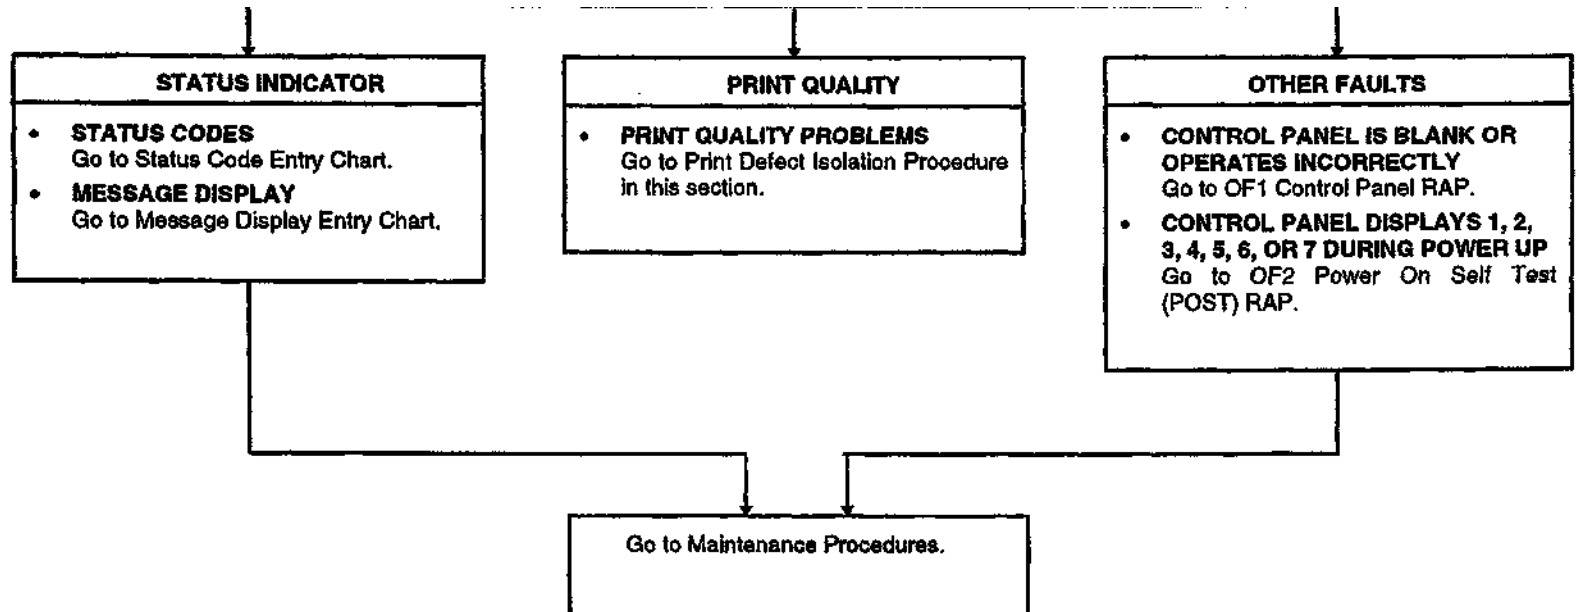 STATUS INDICATOR
• STATUS CODES
Go to Status Code Entry Chart.
• MESSAGE DISPLAY
Go to Message Display Entry Chart.
PRINT QUALITY
• PRINT QUALITY PROBLEMS
Go to Print Defect Isolation Procedure
in this section.
OTHER FAULTS
• CONTROL PANEL IS BLANK OR
OPERATES INCORRECTLY
Go to OF1 Control Panel RAP.
• CONTROL PANEL DISPLAYS 1, 2,
3, 4, 5, 6, OR 7 DURING POWER UP
Go to OF2 Power On Self Test
(POST) RAP.
Go to Maintenance Procedures.